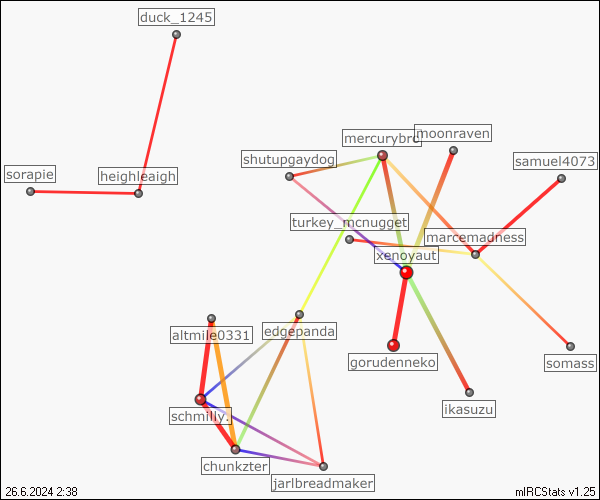 duck_1245
mercurybrc
moonraven
shutupgaydog
samuel4073
sorapie
heighleaigh
turkey_mcnugget
marcemadness
xenoyaut
altmile0331
edgepanda
gorudenneko
somass
schmilly.
ikasuzu
chunkzter
jarlbreadmaker
26.6.2024 2:38
mIRCStats v1.25